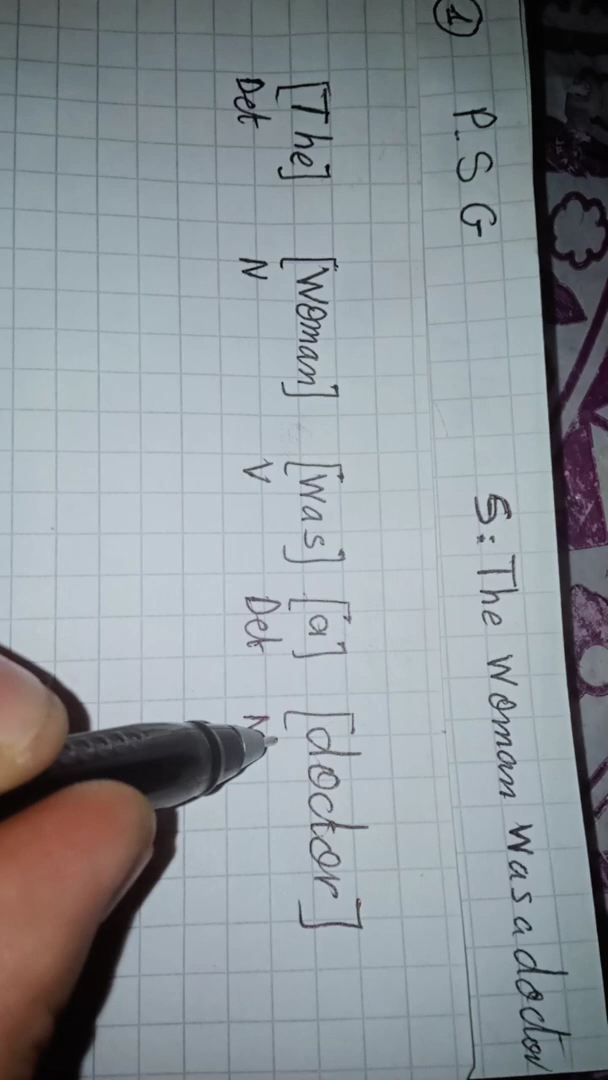 ① P.S G S: The woman was a doctor
[The] [woman] [was] [a] [doctor]
Det N V Det N